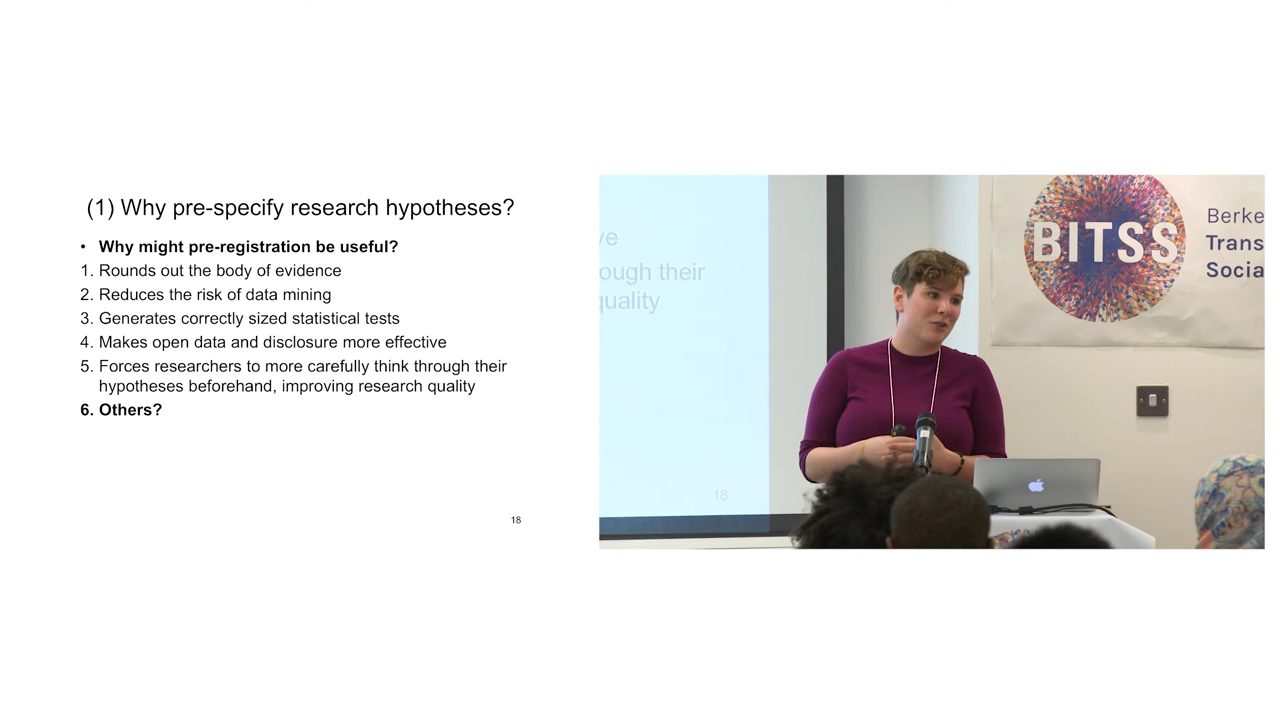 (1) Why pre-specify research hypotheses?
• Why might pre-registration be useful?
1. Rounds out the body of evidence
2. Reduces the risk of data mining
3. Generates correctly sized statistical tests
4. Makes open data and disclosure more effective
5. Forces researchers to more carefully think through their
hypotheses beforehand, improving research quality
6. Others?
18
ve
ough their
quality
18
BITSS
Berke
Trans
Socia